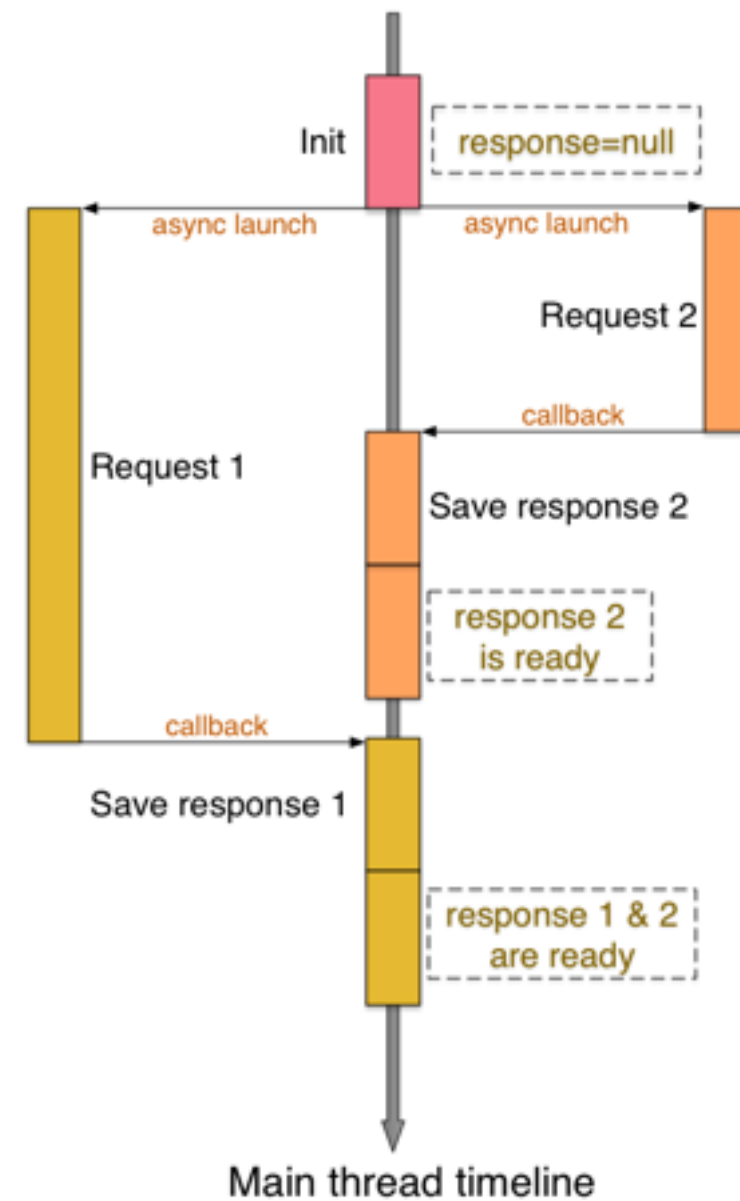 Init
response=null
async launch
async launch
Request 2
callback
Request 1
Save response 2
response 2
is ready
callback
Save response 1
response 1 & 2
are ready
Main thread timeline